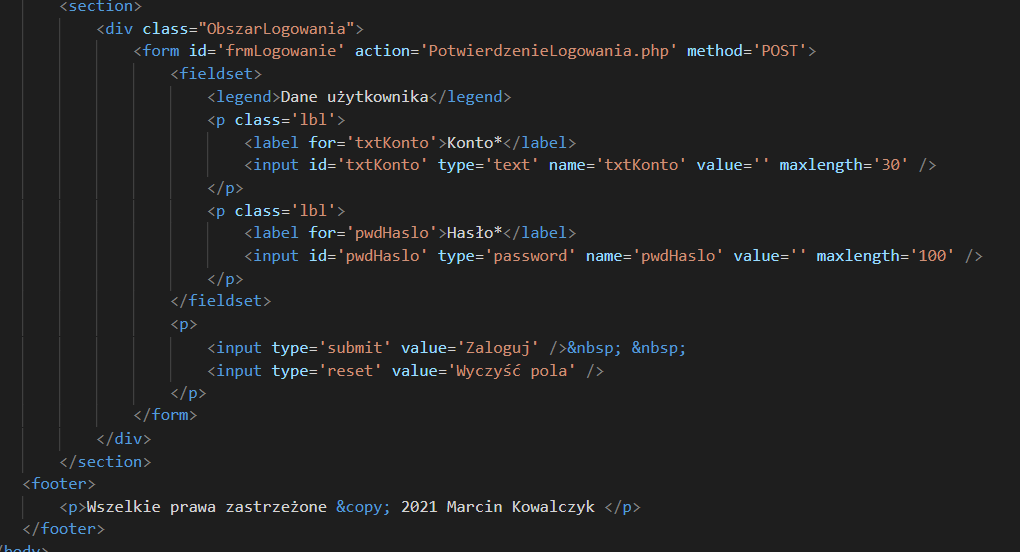 <section>
<div class="ObszarLogowania">
<form id='frmLogowanie' action='PotwierdzenieLogowania.php' method='POST'>
<fieldset>
<legend>Dane użytkownika</legend>
<p class='lbl'>
<label for='txtKonto'>Konto*</label>
<input id='txtKonto' type='text' name='txtKonto' value='' maxlength='30' />
</p>
<p class='lbl'>
<label for='pwdHaslo'>Hasło*</label>
<input id='pwdHaslo' type='password' name='pwdHaslo' value='' maxlength='100' />
</p>
</fieldset>
<p>
<input type='submit' value='Zaloguj' />&nbsp; &nbsp;
<input type='reset' value='Wyczyść pola' />
</p>
</form>
</div>
</section>
<footer>
<p>Wszelkie prawa zastrzeżone &copy; 2021 Marcin Kowalczyk </p>
</footer>
/body>